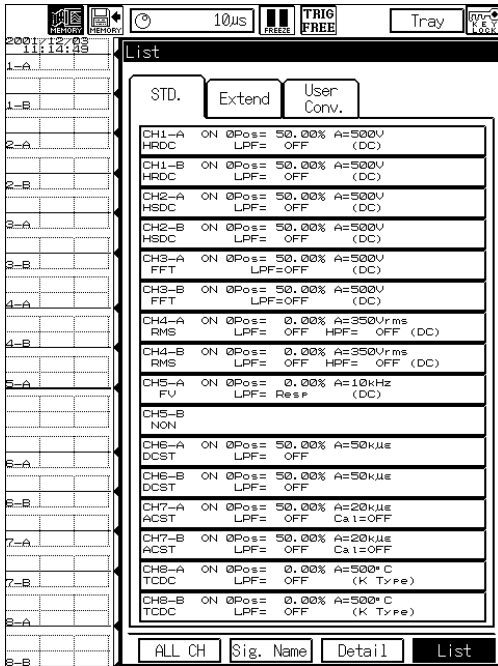 MEMORY MEMORY 10µs FREEZE TRIG FREE Tray KEY LOCK
2001/12/03
11:14:49
List
STD. Extend User Conv.
1-A
1-B
2-A
2-B
3-A
3-B
4-A
4-B
5-A
6-A
6-B
7-A
7-B
8-A
8-B
CH1-A ON 0Pos= 50.00% A=500V
HRDC LPF= OFF (DC)
CH1-B ON 0Pos= 50.00% A=500V
HRDC LPF= OFF (DC)
CH2-A ON 0Pos= 50.00% A=500V
HSDC LPF= OFF (DC)
CH2-B ON 0Pos= 50.00% A=500V
HSDC LPF= OFF (DC)
CH3-A ON 0Pos= 50.00% A=500V
FFT LPF=OFF (DC)
CH3-B ON 0Pos= 50.00% A=500V
FFT LPF=OFF (DC)
CH4-A ON 0Pos= 0.00% A=350Vrms
RMS LPF= OFF HPF= OFF (DC)
CH4-B ON 0Pos= 0.00% A=350Vrms
RMS LPF= OFF HPF= OFF (DC)
CH5-A ON 0Pos= 0.00% A=10kHz
FV LPF= Resp (DC)
CH5-B
NON
CH6-A ON 0Pos= 50.00% A=50kµε
DCST LPF= OFF
CH6-B ON 0Pos= 50.00% A=50kµε
DCST LPF= OFF
CH7-A ON 0Pos= 50.00% A=20kµε
ACST LPF= OFF Cal=OFF
CH7-B ON 0Pos= 50.00% A=20kµε
ACST LPF= OFF Cal=OFF
CH8-A ON 0Pos= 0.00% A=500°C
TCDC LPF= OFF (K Type)
CH8-B ON 0Pos= 0.00% A=500°C
TCDC LPF= OFF (K Type)
ALL CH Sig. Name Detail List